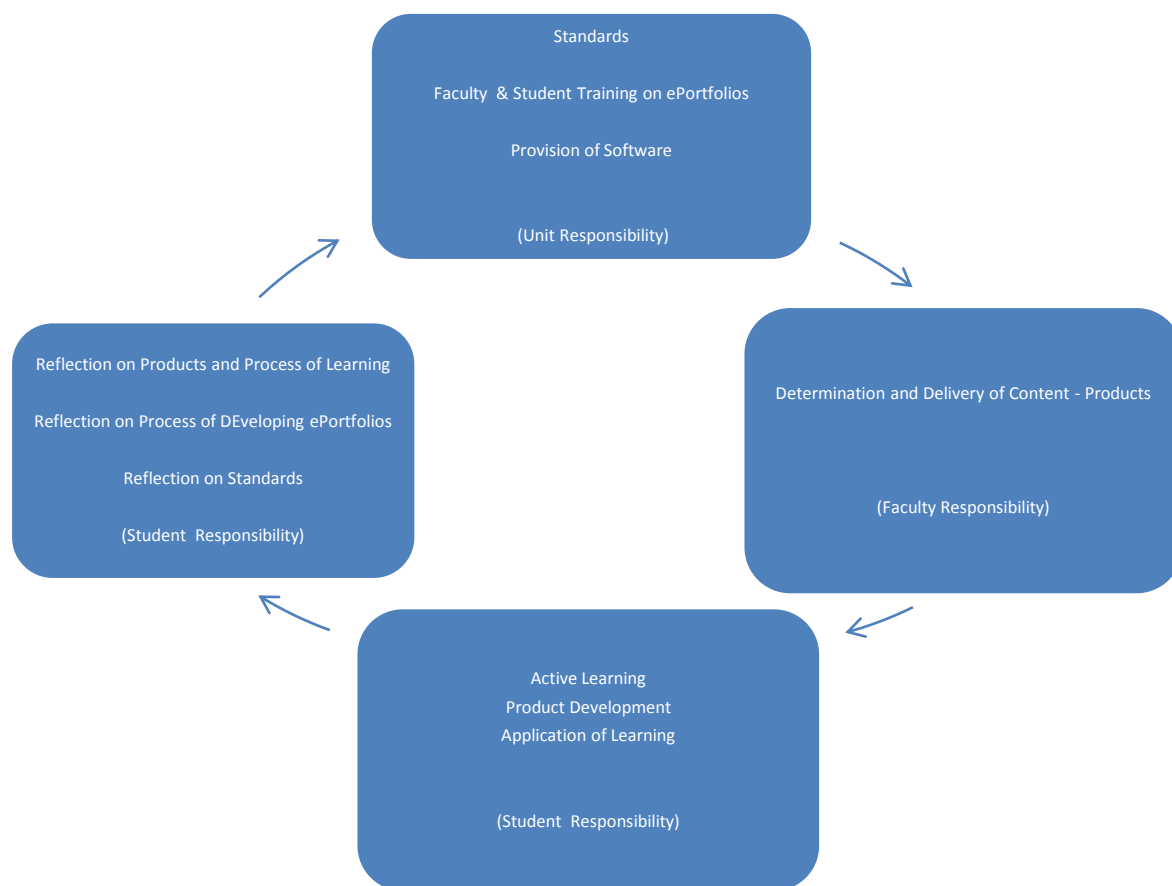 Standards
Faculty & Student Training on ePortfolios
Provision of Software
(Unit Responsibility)
Determination and Delivery of Content - Products
(Faculty Responsibility)
Active Learning
Product Development
Application of Learning
(Student Responsibility)
Reflection on Products and Process of Learning
Reflection on Process of DEveloping ePortfolios
Reflection on Standards
(Student Responsibility)